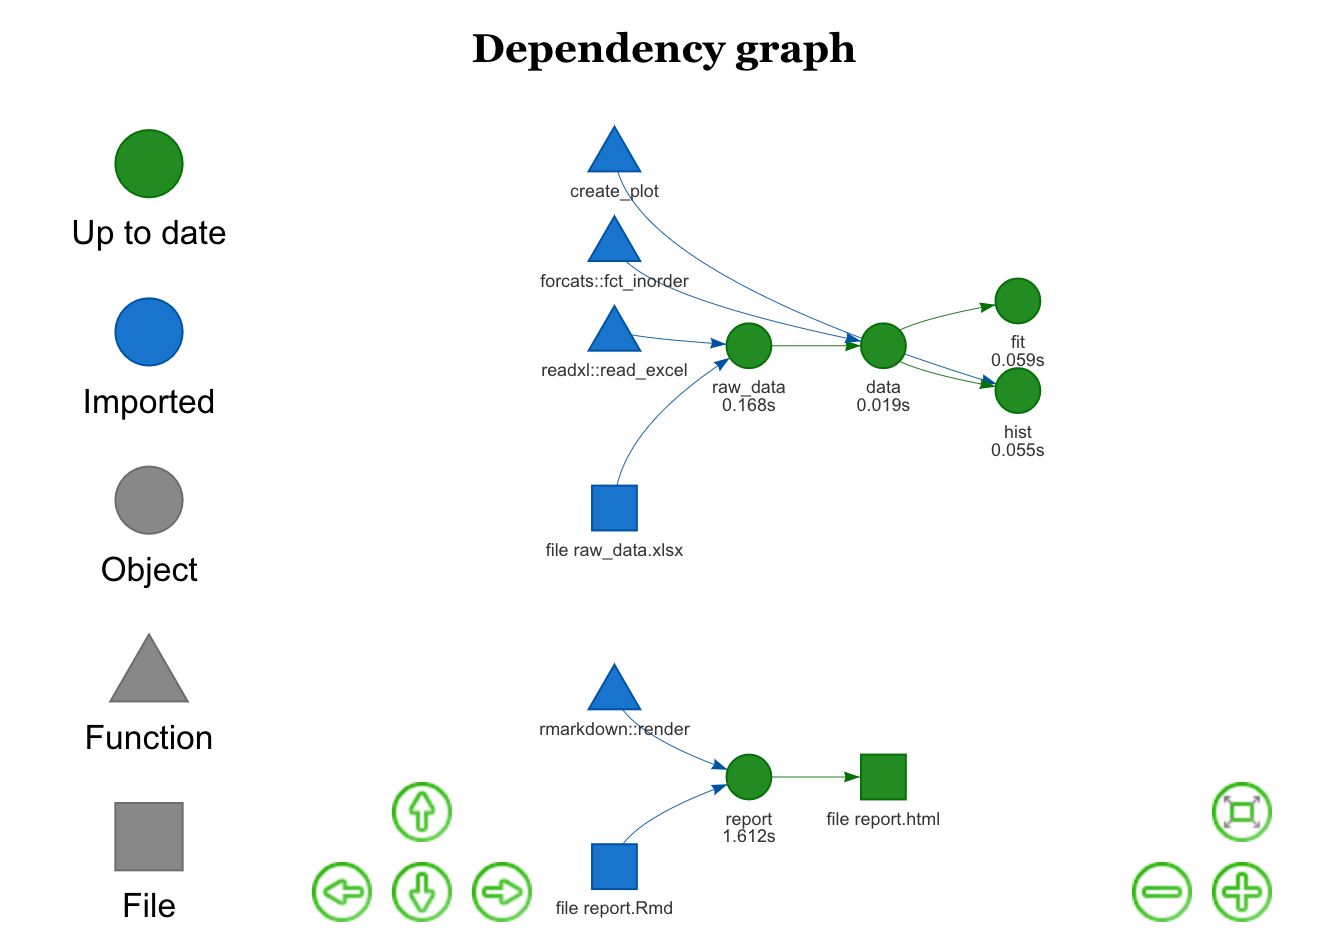 Dependency graph
Up to date
Imported
Object
Function
File
create_plot
forcats::fct_inorder
readxl::read_excel
raw_data
0.168s
data
0.019s
fit
0.059s
hist
0.055s
file raw_data.xlsx
rmarkdown::render
report
1.612s
file report.html
file report.Rmd